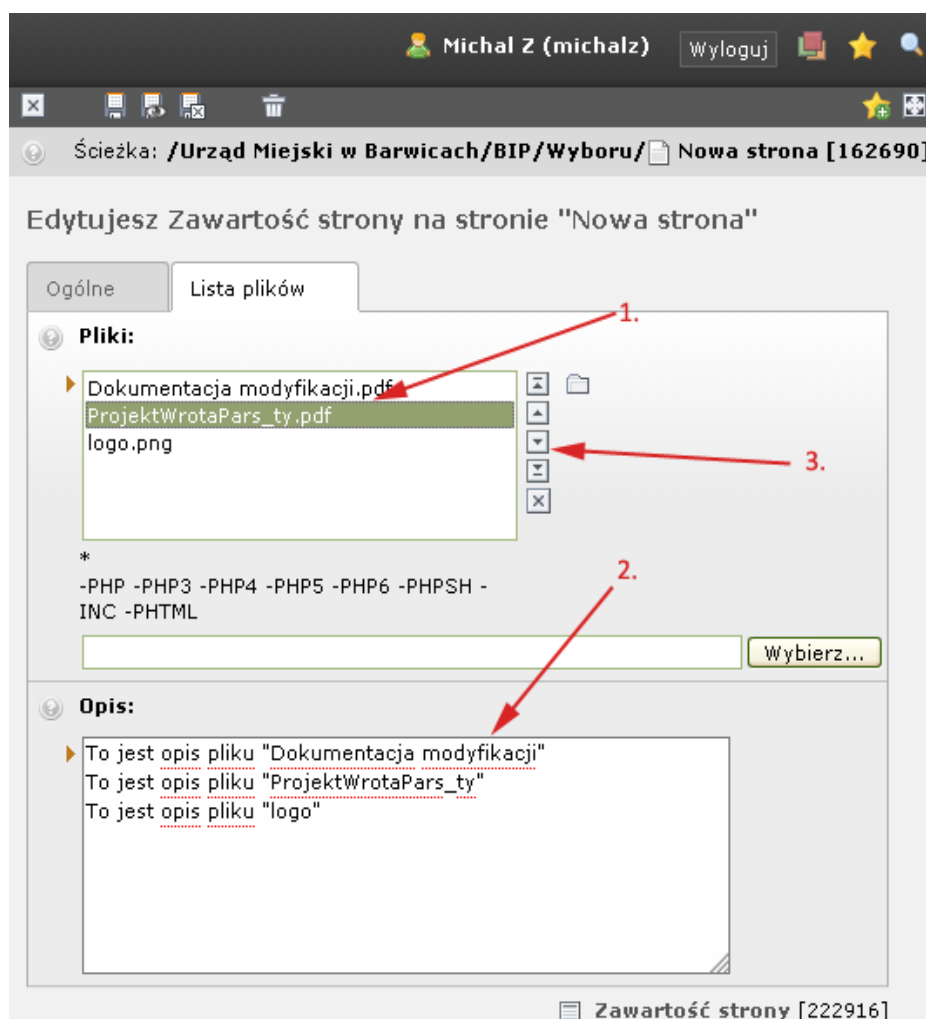 Michal Z (michalz) Wyloguj
Ścieżka: /Urząd Miejski w Barwicach/BIP/Wyboru/ Nowa strona [162690]
Edytujesz Zawartość strony na stronie "Nowa strona"
Ogólne Lista plików
1.
Pliki:
Dokumentacja modyfikacji.pdf
ProjektWrotaPars_ty.pdf
logo.png
3.
*
-PHP -PHP3 -PHP4 -PHP5 -PHP6 -PHPSH -
INC -PHTML
2.
Wybierz...
Opis:
To jest opis pliku "Dokumentacja modyfikacji"
To jest opis pliku "ProjektWrotaPars_ty"
To jest opis pliku "logo"
Zawartość strony [222916]